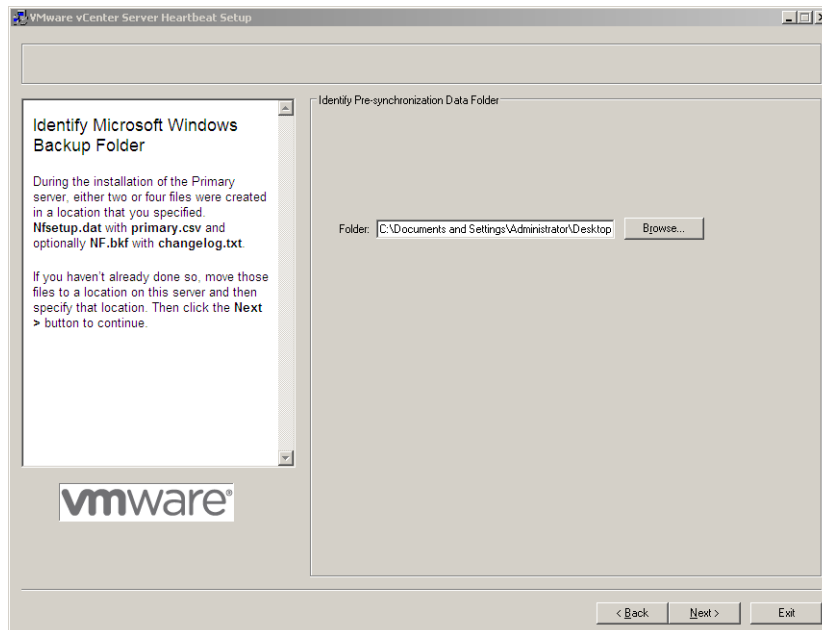 VMware vCenter Server Heartbeat Setup
Identify Microsoft Windows
Backup Folder
During the installation of the Primary
server, either two or four files were created
in a location that you specified.
Nfsetup.dat with primary.csv and
optionally NF.bkf with changelog.txt.
If you haven't already done so, move those
files to a location on this server and then
specify that location. Then click the Next
> button to continue.
vmware®
Identify Pre-synchronization Data Folder
Folder: C:\Documents and Settings\Administrator\Desktop Browse...
< Back Next > Exit